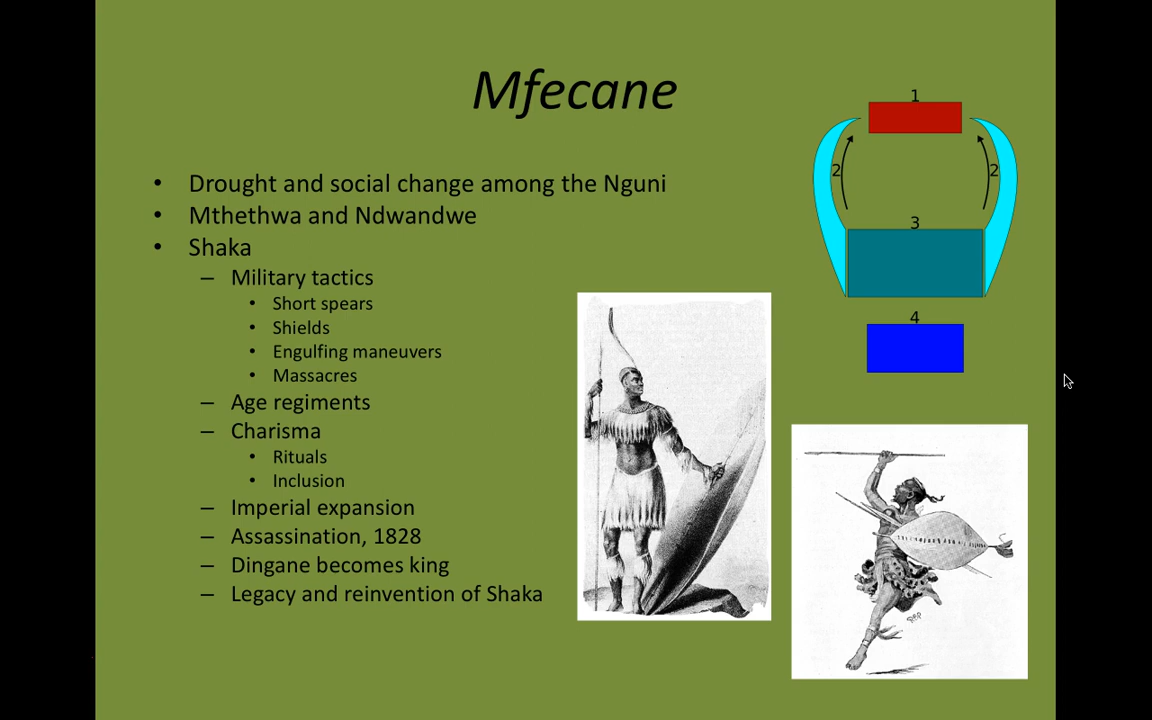 Mfecane
• Drought and social change among the Nguni
• Mthethwa and Ndwandwe
• Shaka
– Military tactics
• Short spears
• Shields
• Engulfing maneuvers
• Massacres
– Age regiments
– Charisma
• Rituals
• Inclusion
– Imperial expansion
– Assassination, 1828
– Dingane becomes king
– Legacy and reinvention of Shaka
1
2 2
3
4